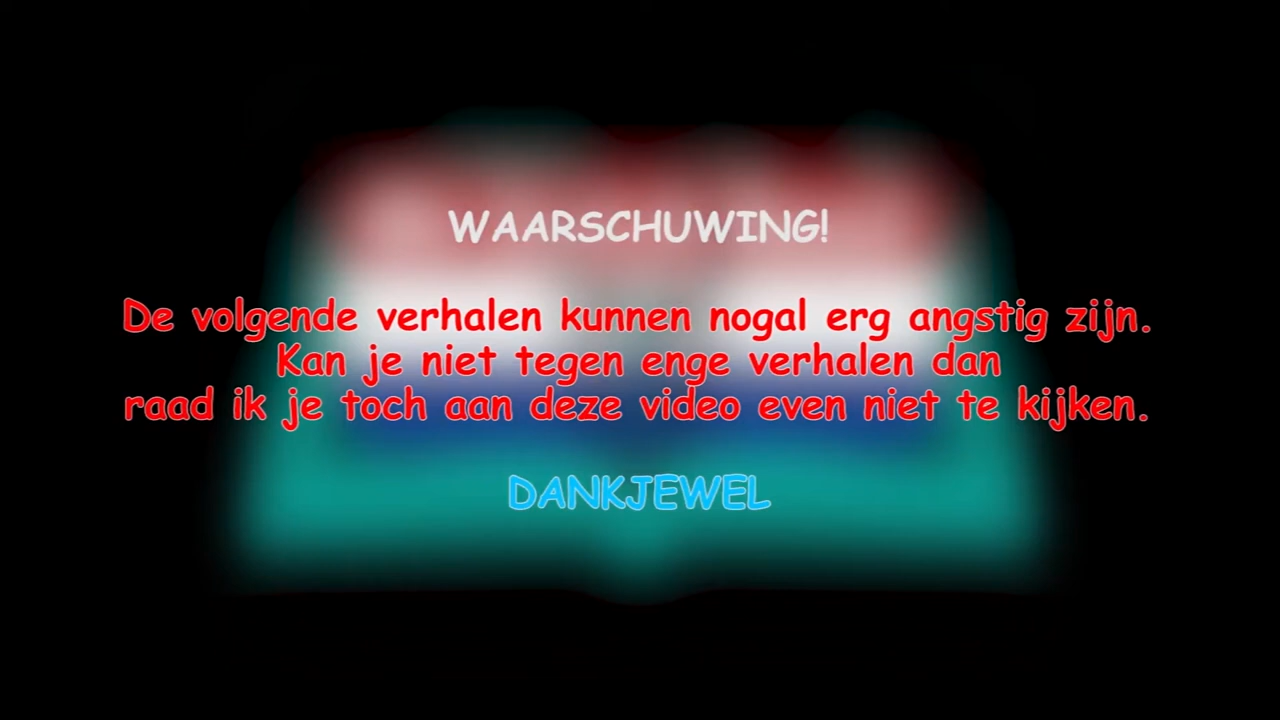 WAARSCHUWING!
De volgende verhalen kunnen nogal erg angstig zijn.
Kan je niet tegen enge verhalen dan
raad ik je toch aan deze video even niet te kijken.
DANKJEWEL